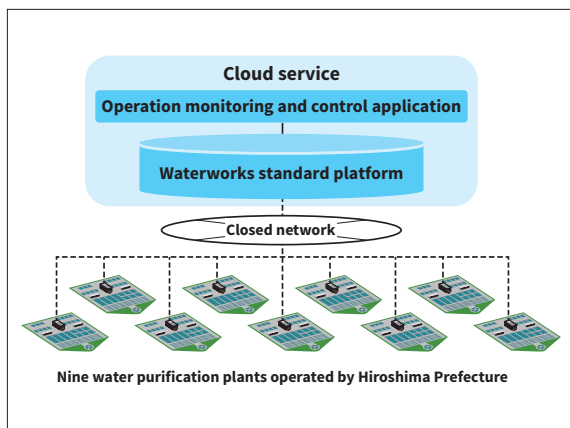 Cloud service
Operation monitoring and control application
Waterworks standard platform
Closed network
Nine water purification plants operated by Hiroshima Prefecture